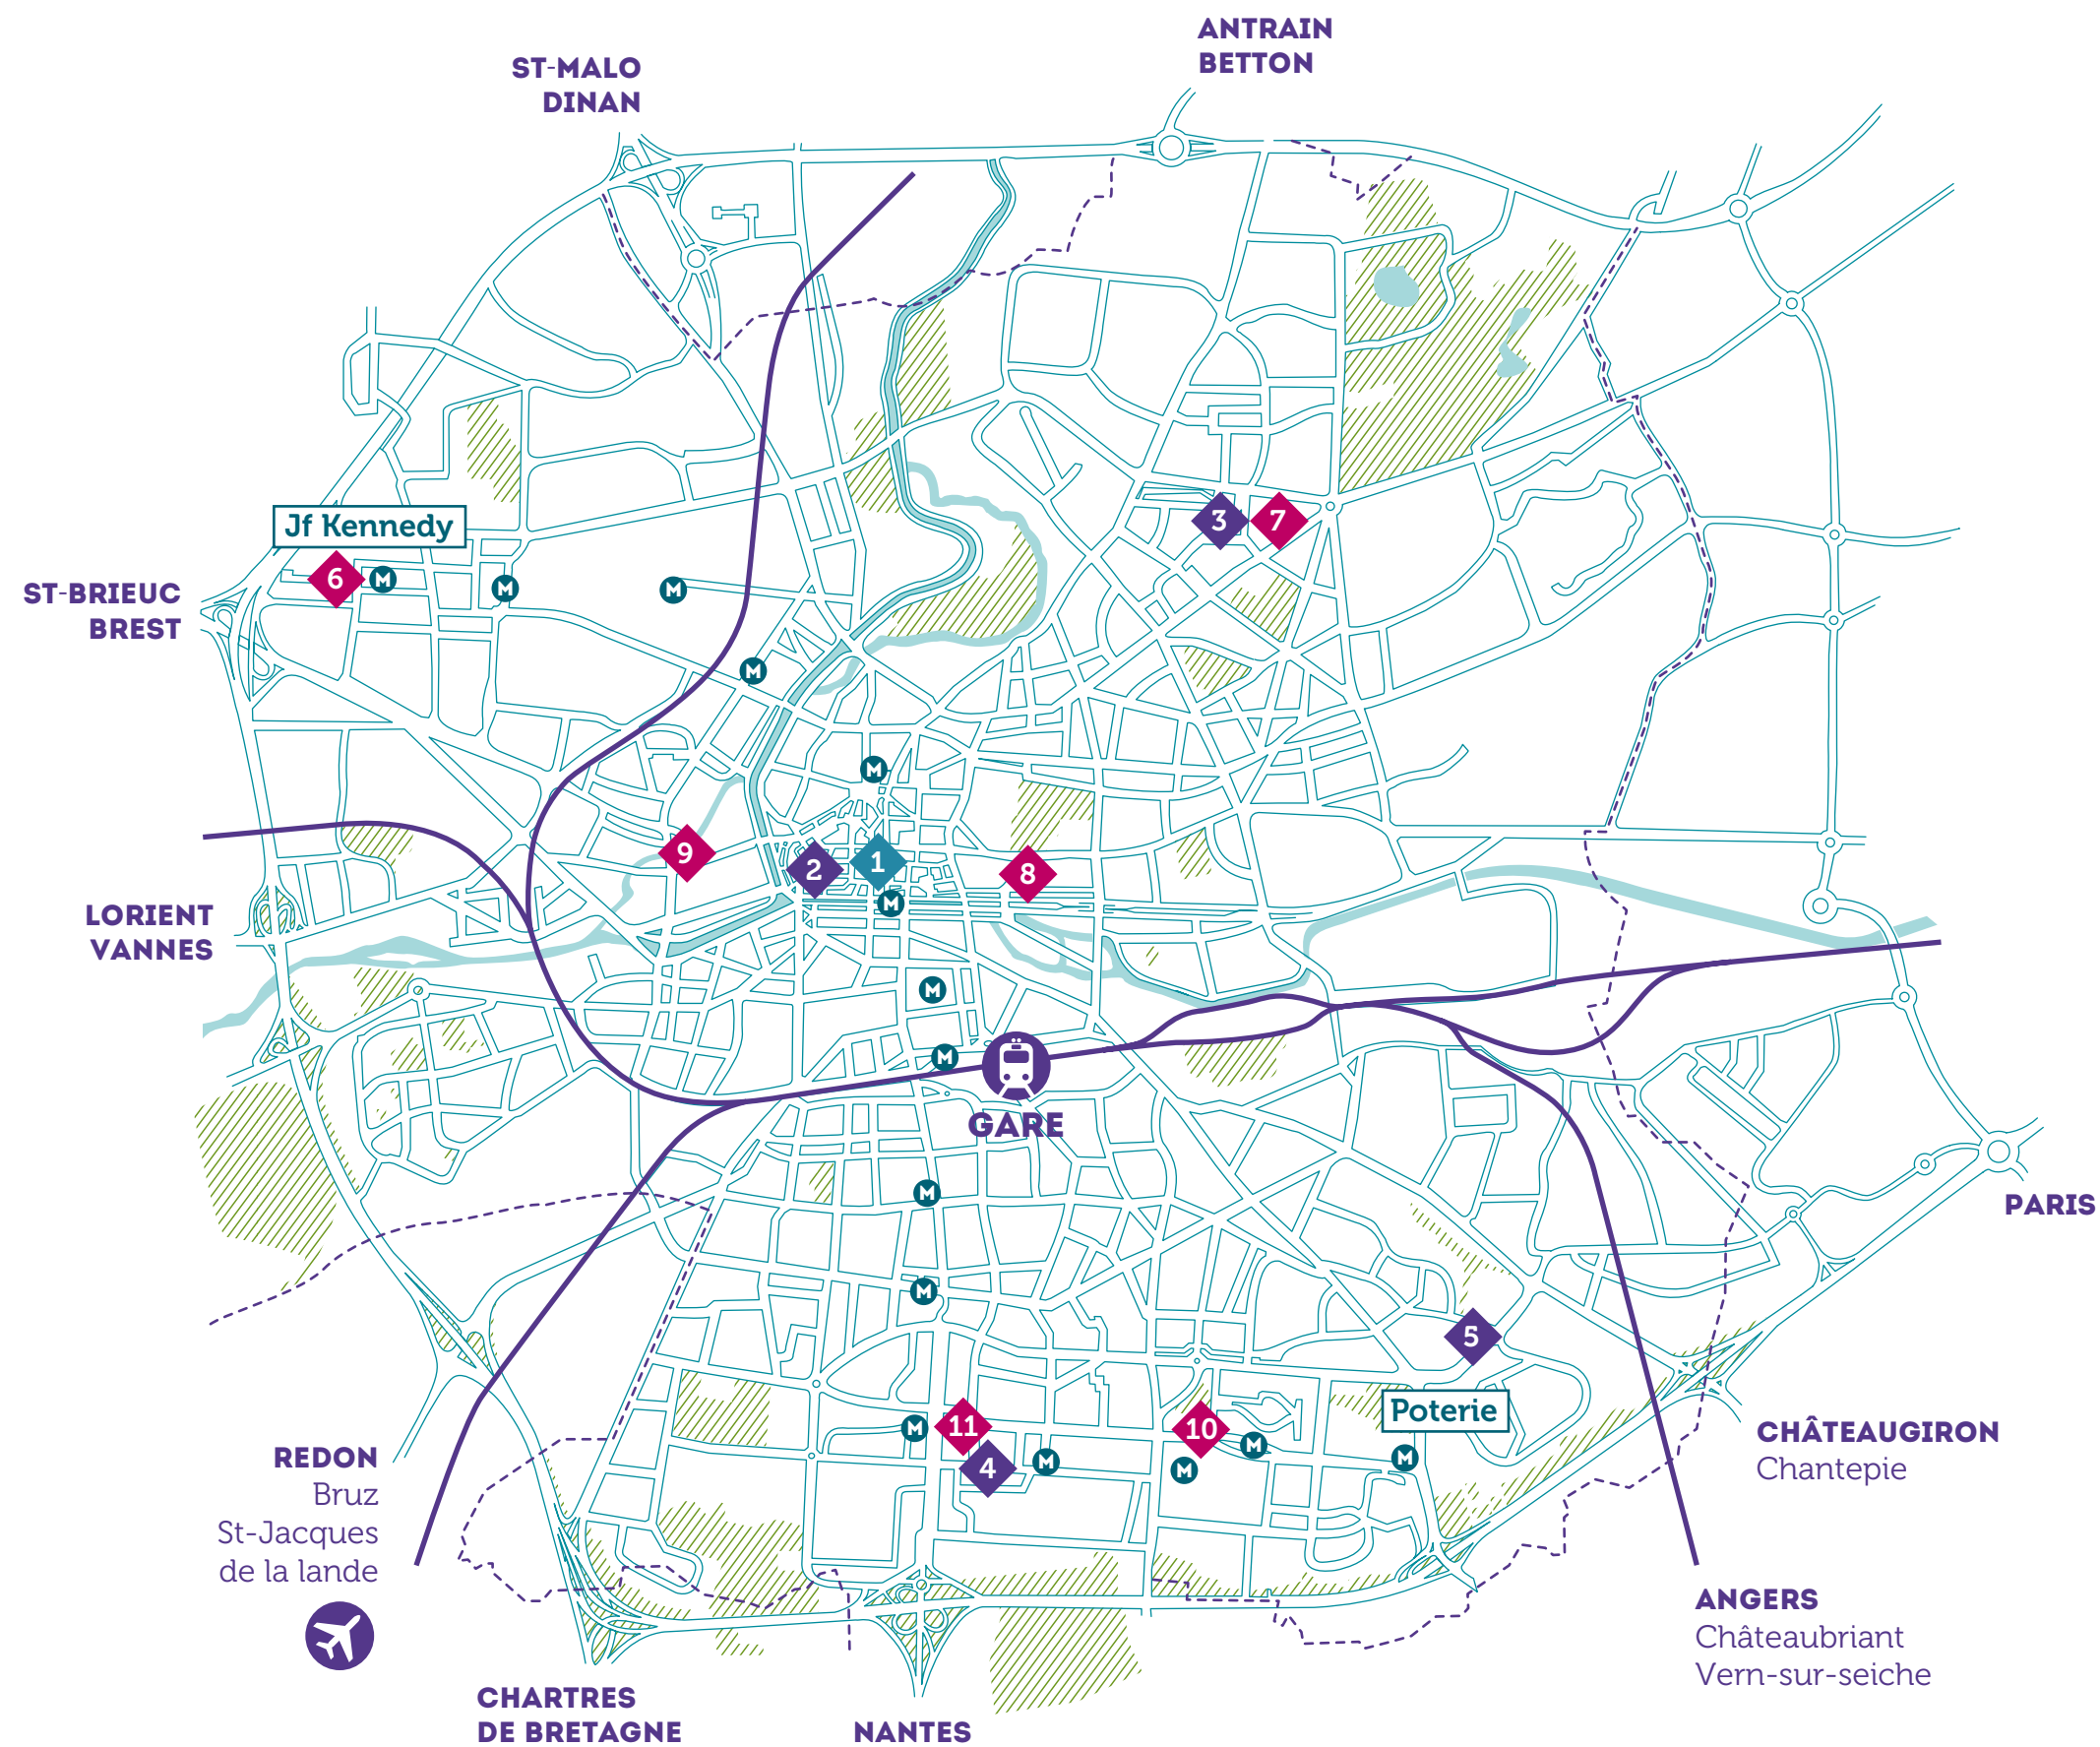 ANTRAIN
BETTON
ST-MALO
DINAN
Jf Kennedy
3
7
6
M
M
M
ST-BRIEUC
BREST
M
M
9
2
1
8
M
LORIENT
VANNES
M
M
GARE
M
PARIS
M
5
Poterie
11
10
M
M
4
M
M
M
CHÂTEAUGIRON
Chantepie
REDON
Bruz
St-Jacques
de la lande
ANGERS
Châteaubriant
Vern-sur-seiche
CHARTRES
DE BRETAGNE
NANTES